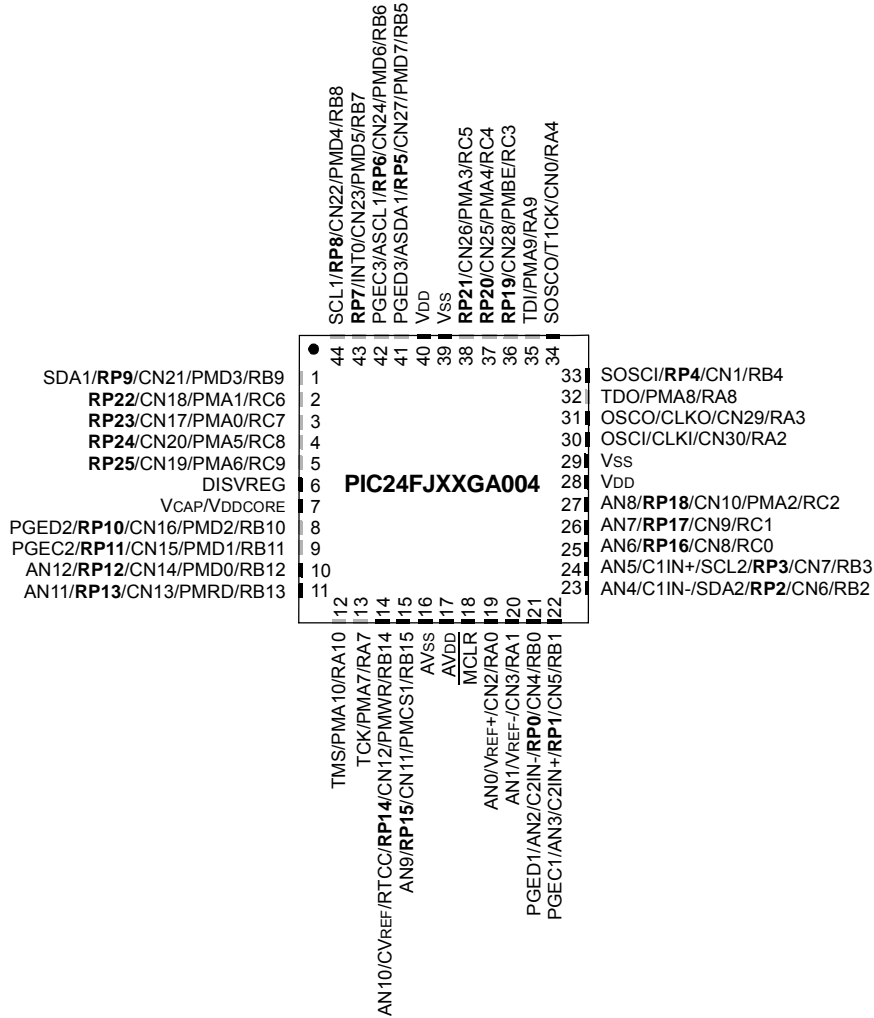 SCL1/RP8/CN22/PMD4/RB8
RP7/INT0/CN23/PMD5/RB7
PGEC3/ASCL1/RP6/CN24/PMD6/RB6
PGED3/ASDA1/RP5/CN27/PMD7/RB5
VDD
VSS
RP21/CN26/PMA3/RC5
RP20/CN25/PMA4/RC4
RP19/CN28/PMBE/RC3
TDI/PMA9/RA9
SOSCO/T1CK/CN0/RA4
44 43 42 41 40 39 38 37 36 35 34
SDA1/RP9/CN21/PMD3/RB9 1
RP22/CN18/PMA1/RC6 2
RP23/CN17/PMA0/RC7 3
RP24/CN20/PMA5/RC8 4
RP25/CN19/PMA6/RC9 5
DISVREG 6
VCAP/VDDCORE 7
PGED2/RP10/CN16/PMD2/RB10 8
PGEC2/RP11/CN15/PMD1/RB11 9
AN12/RP12/CN14/PMD0/RB12 10
AN11/RP13/CN13/PMRD/RB13 11
PIC24FJXXGA004
33 SOSCI/RP4/CN1/RB4
32 TDO/PMA8/RA8
31 OSCO/CLKO/CN29/RA3
30 OSCI/CLKI/CN30/RA2
29 VSS
28 VDD
27 AN8/RP18/CN10/PMA2/RC2
26 AN7/RP17/CN9/RC1
25 AN6/RP16/CN8/RC0
24 AN5/C1IN+/SCL2/RP3/CN7/RB3
23 AN4/C1IN-/SDA2/RP2/CN6/RB2
12 13 14 15 16 17 18 19 20 21 22
TMS/PMA10/RA10
TCK/PMA7/RA7
AN10/CVREF/RTCC/RP14/CN12/PMWR/RB14
AN9/RP15/CN11/PMCS1/RB15
AVSS
AVDD
MCLR
AN0/VREF+/CN2/RA0
AN1/VREF-/CN3/RA1
PGED1/AN2/C2IN-/RP0/CN4/RB0
PGEC1/AN3/C2IN+/RP1/CN5/RB1